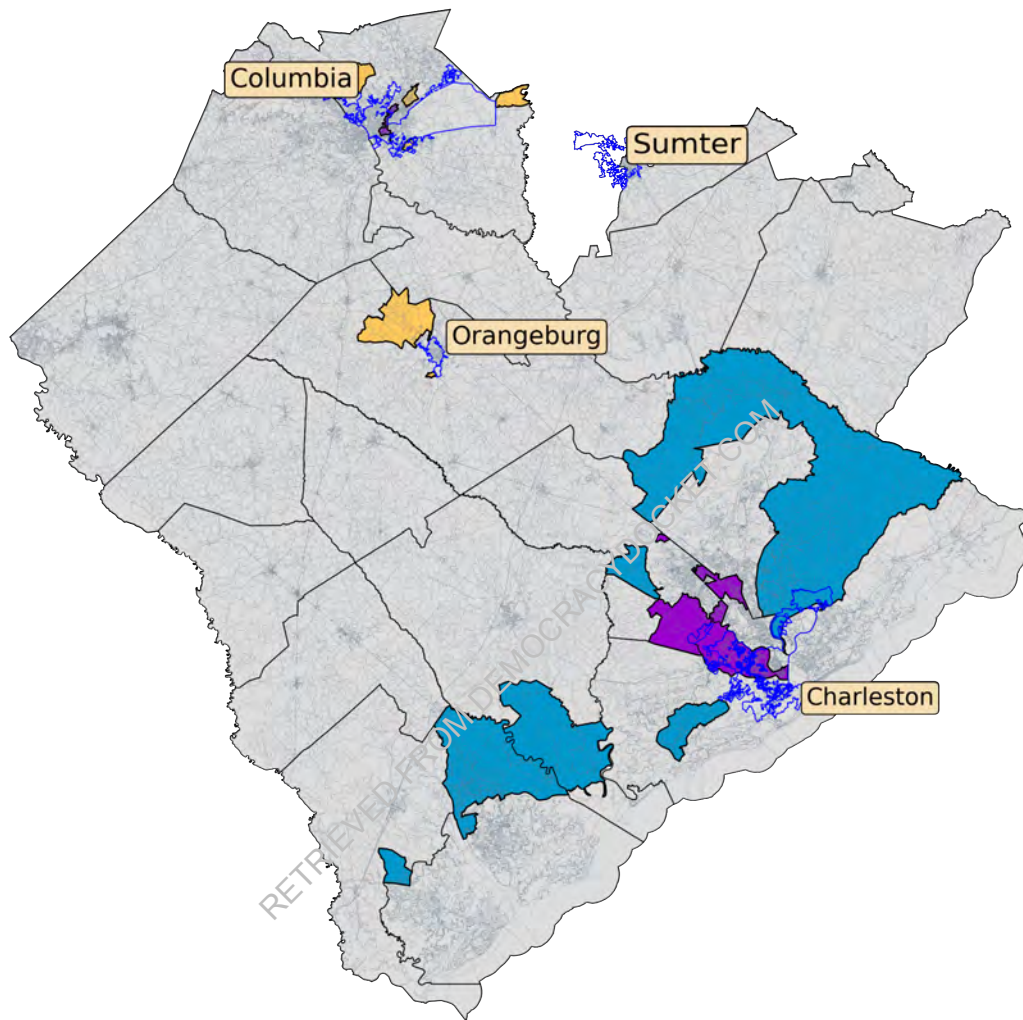 Columbia
Sumter
Orangeburg
Charleston
RETRIEVED FROM DEMOCRACYDOCKET.COM